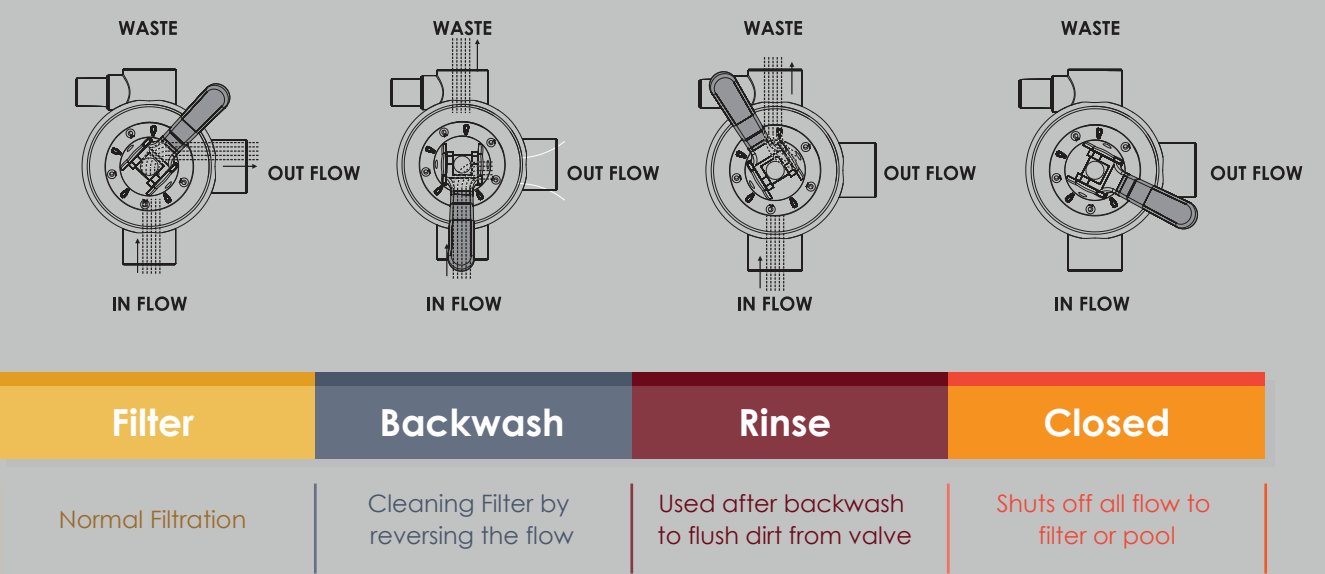 WASTE
OUT FLOW
IN FLOW
WASTE
OUT FLOW
IN FLOW
WASTE
OUT FLOW
IN FLOW
WASTE
OUT FLOW
IN FLOW
Filter
Normal Filtration
Backwash
Cleaning Filter by
reversing the flow
Rinse
Used after backwash
to flush dirt from valve
Closed
Shuts off all flow to
filter or pool